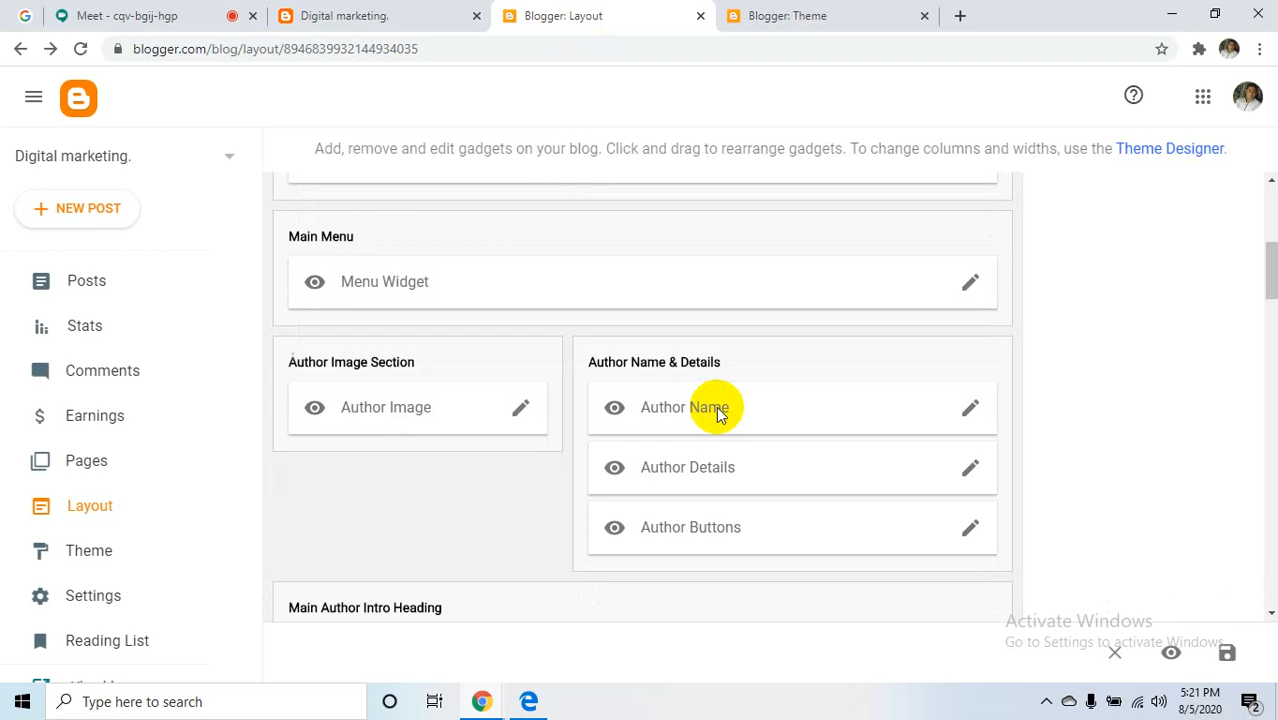 Meet - cqv-bgij-hgp
Digital marketing.
Blogger: Layout
Blogger: Theme
blogger.com/blog/layout/8946839932144934035
Digital marketing.
Add, remove and edit gadgets on your blog. Click and drag to rearrange gadgets. To change columns and widths, use the Theme Designer.
NEW POST
Main Menu
Posts
Menu Widget
Stats
Author Image Section
Author Name & Details
Comments
Author Image
Author Name
Earnings
Pages
Author Details
Layout
Author Buttons
Theme
Settings
Main Author Intro Heading
Activate Windows
Go to Settings to activate Windows.
Reading List
Type here to search
5:21 PM
8/5/2020
2